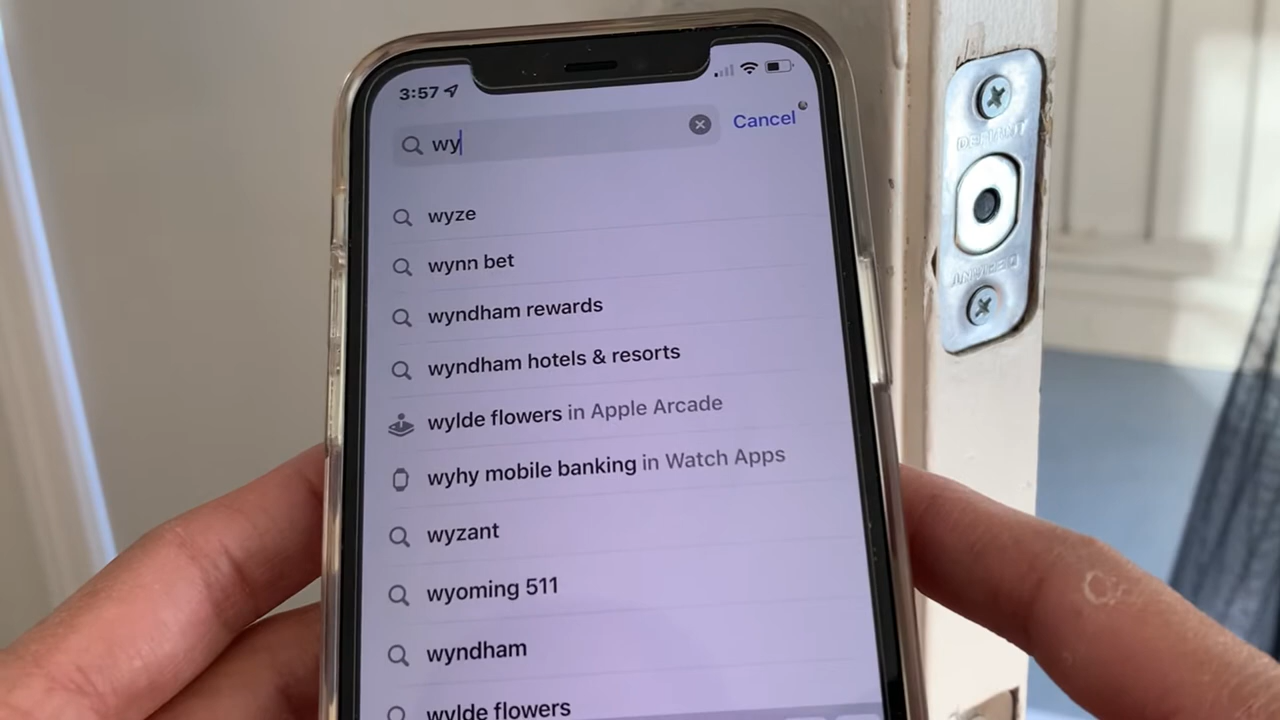 3:57
wy
Cancel
wyze
wynn bet
wyndham rewards
wyndham hotels & resorts
wylde flowers in Apple Arcade
wyhy mobile banking in Watch Apps
wyzant
wyoming 511
wyndham
wylde flowers